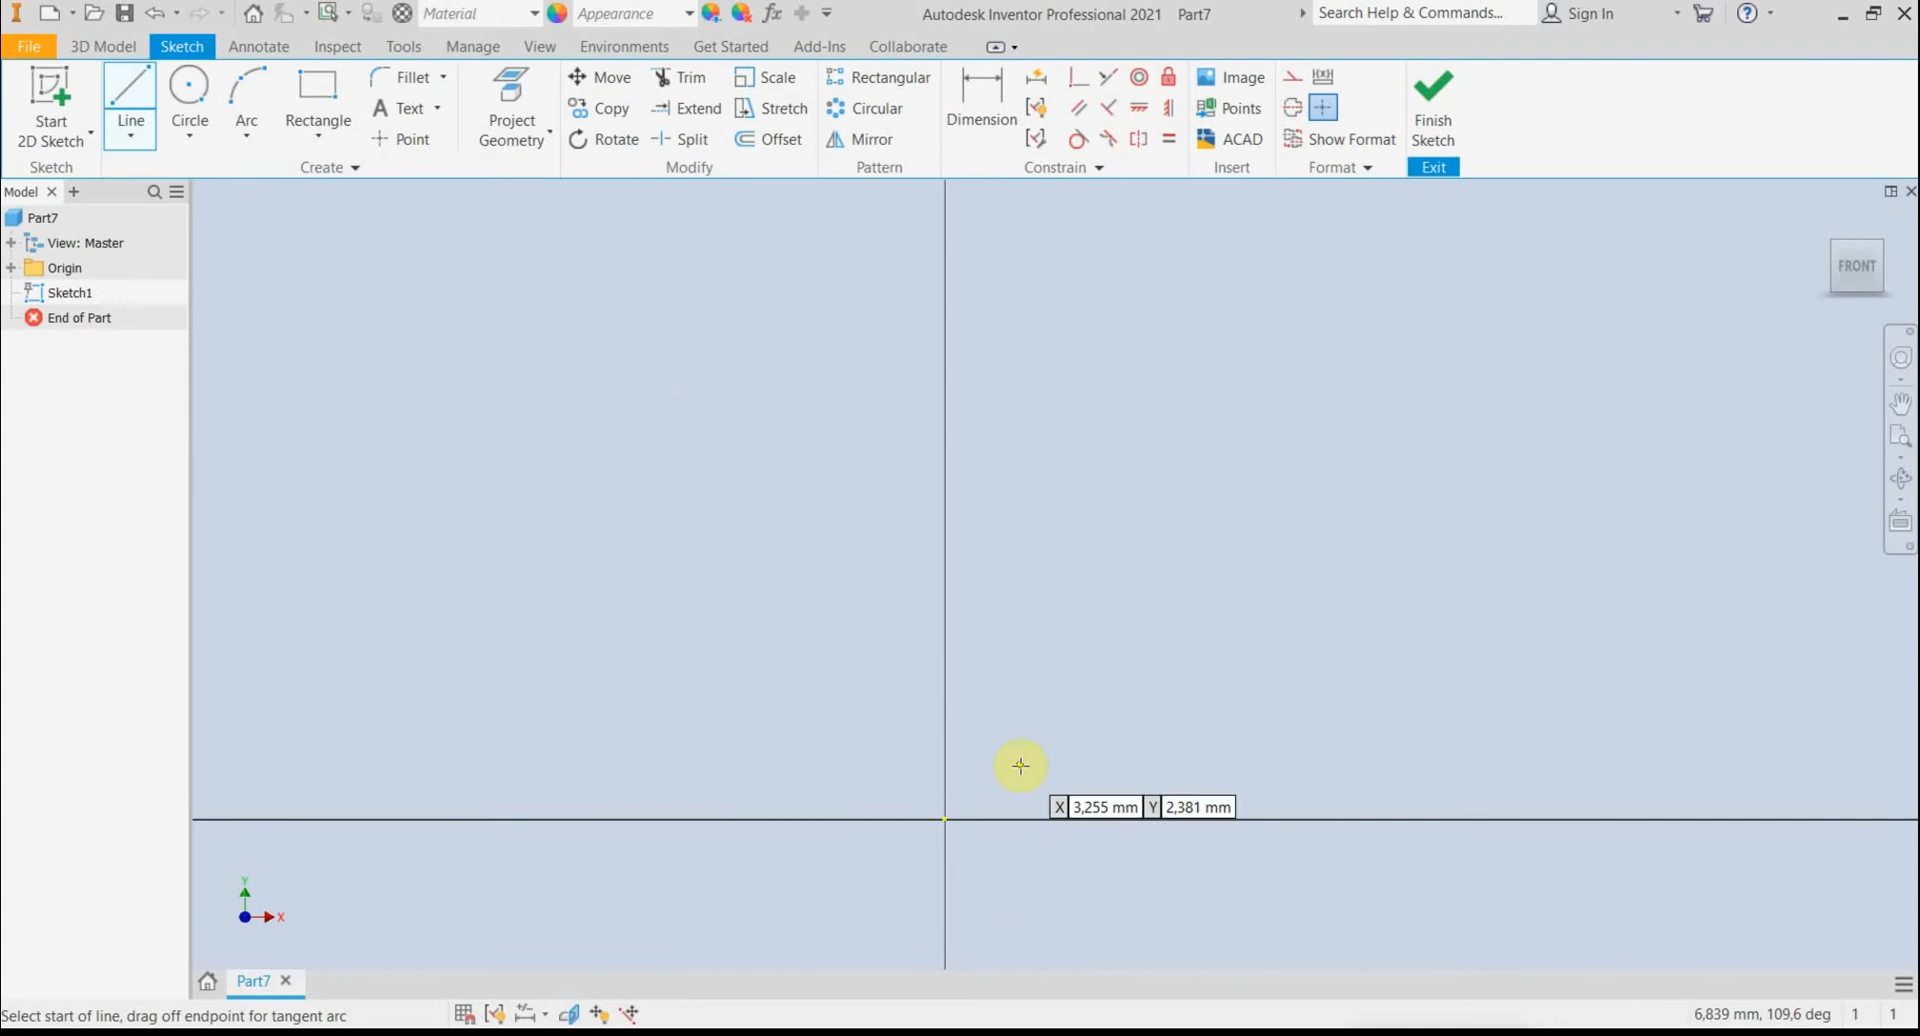 Material
Appearance
Autodesk Inventor Professional 2021 Part7
Search Help & Commands...
Sign In
File
3D Model
Sketch
Annotate
Inspect
Tools
Manage
View
Environments
Get Started
Add-Ins
Collaborate
Start
2D Sketch
Sketch
Line
Circle
Arc
Rectangle
Fillet
Text
Point
Create
Project
Geometry
Move
Copy
Rotate
Trim
Extend
Split
Scale
Stretch
Offset
Modify
Rectangular
Circular
Mirror
Pattern
Dimension
Constrain
Image
Points
ACAD
Insert
Show Format
Format
Finish
Sketch
Exit
Model
Part7
View: Master
Origin
Sketch1
End of Part
FRONT
X 3,255 mm Y 2,381 mm
Y
X
Part7
Select start of line, drag off endpoint for tangent arc
6,839 mm, 109,6 deg 1 1